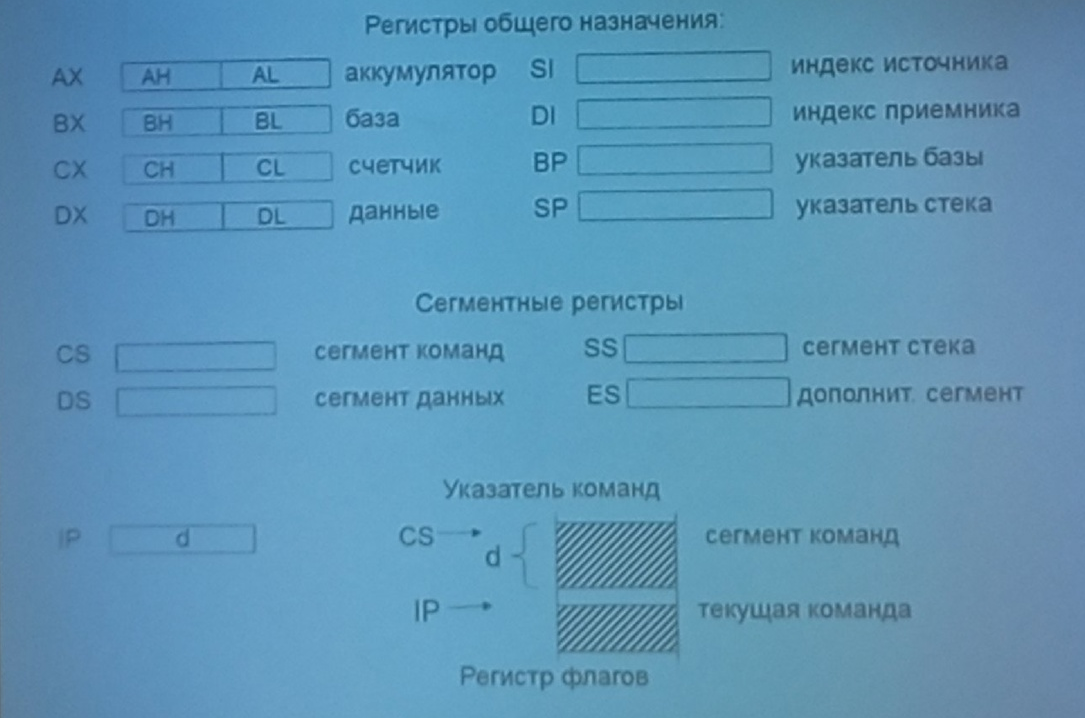 Регистры общего назначения:
AX AH AL аккумулятор SI индекс источника
BX BH BL база DI индекс приемника
CX CH CL счетчик BP указатель базы
DX DH DL данные SP указатель стека
Сегментные регистры
CS сегмент команд SS сегмент стека
DS сегмент данных ES дополнит. сегмент
Указатель команд
IP d CS d сегмент команд
IP текущая команда
Регистр флагов